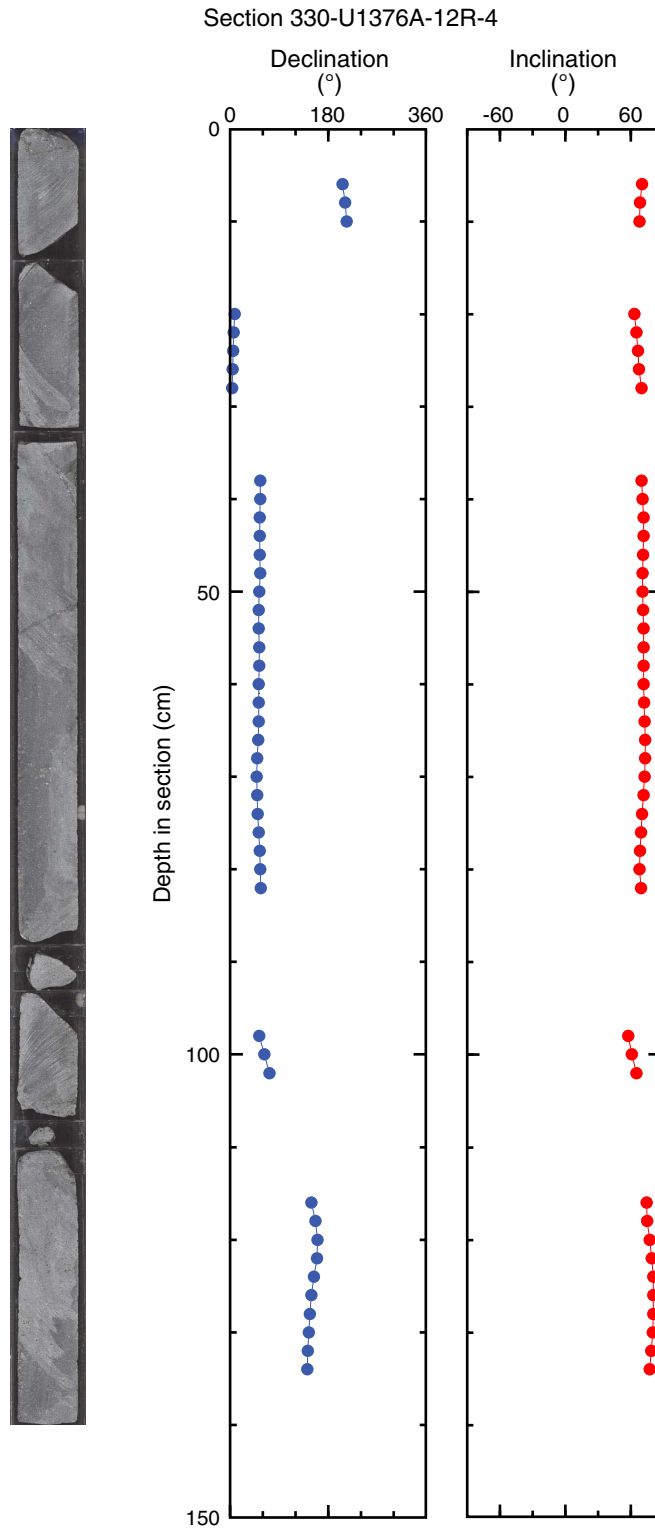 Section 330-U1376A-12R-4
Declination
(°)
Inclination
(°)
0 180 360
-60 0 60
0
50
100
150
Depth in section (cm)